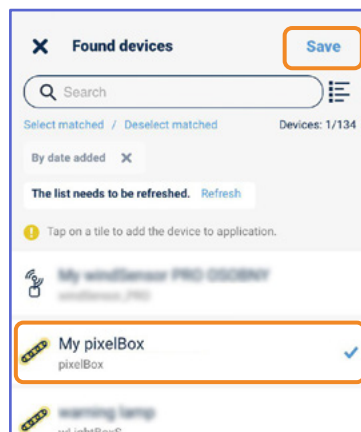 Found devices
Save
Search
Select matched / Deselect matched
Devices: 1/134
By date added
The list needs to be refreshed. Refresh
Tap on a tile to add the device to application.
My pixelBox
pixelBox